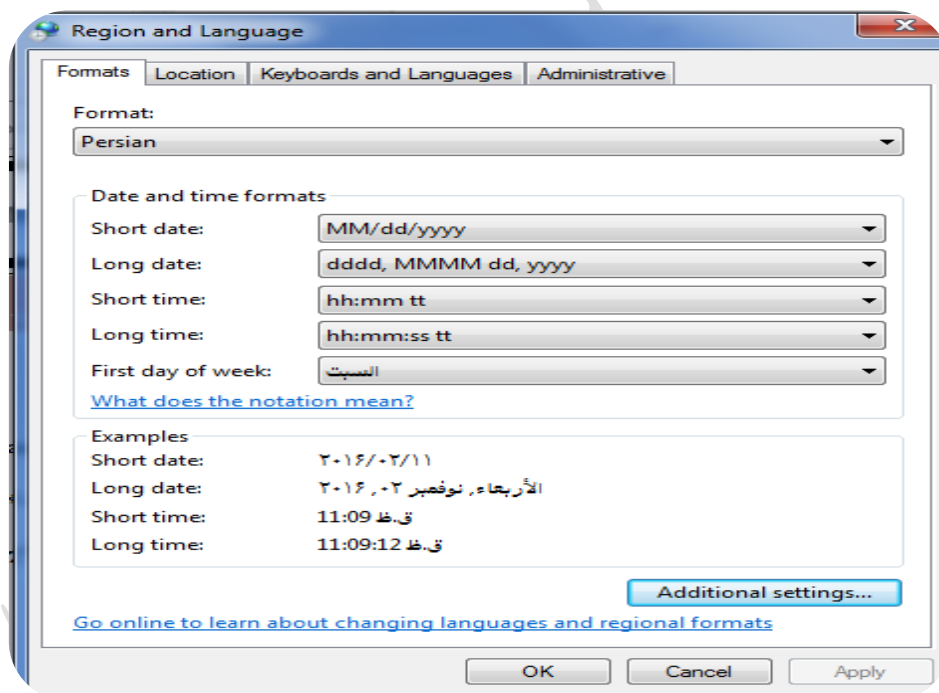 Region and Language
Formats Location Keyboards and Languages Administrative
Format:
Persian
Date and time formats
Short date: MM/dd/yyyy
Long date: dddd, MMMM dd, yyyy
Short time: hh:mm tt
Long time: hh:mm:ss tt
First day of week: السبت
What does the notation mean?
Examples
Short date: ۲۰۱۶/۰۲/۱۱
Long date: الأربعاء, نوفمبر ۰۲, ۲۰۱۶
Short time: 11:09 ق.ظ
Long time: 11:09:12 ق.ظ
Additional settings...
Go online to learn about changing languages and regional formats
OK Cancel Apply